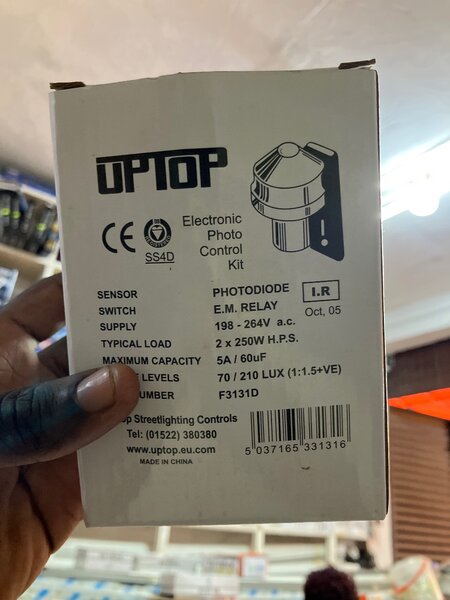 UPTOP
CE
SS4D
Electronic
Photo
Control
Kit
SENSOR PHOTODIODE I.R
SWITCH E.M. RELAY Oct, 05
SUPPLY 198 - 264V a.c.
TYPICAL LOAD 2 x 250W H.P.S.
MAXIMUM CAPACITY 5A / 60uF
LEVELS 70 / 210 LUX (1:1.5+VE)
F3131D
Streetlighting Controls
Tel: (01522) 380380
www.uptop.eu.com
MADE IN CHINA
5 037165 331316